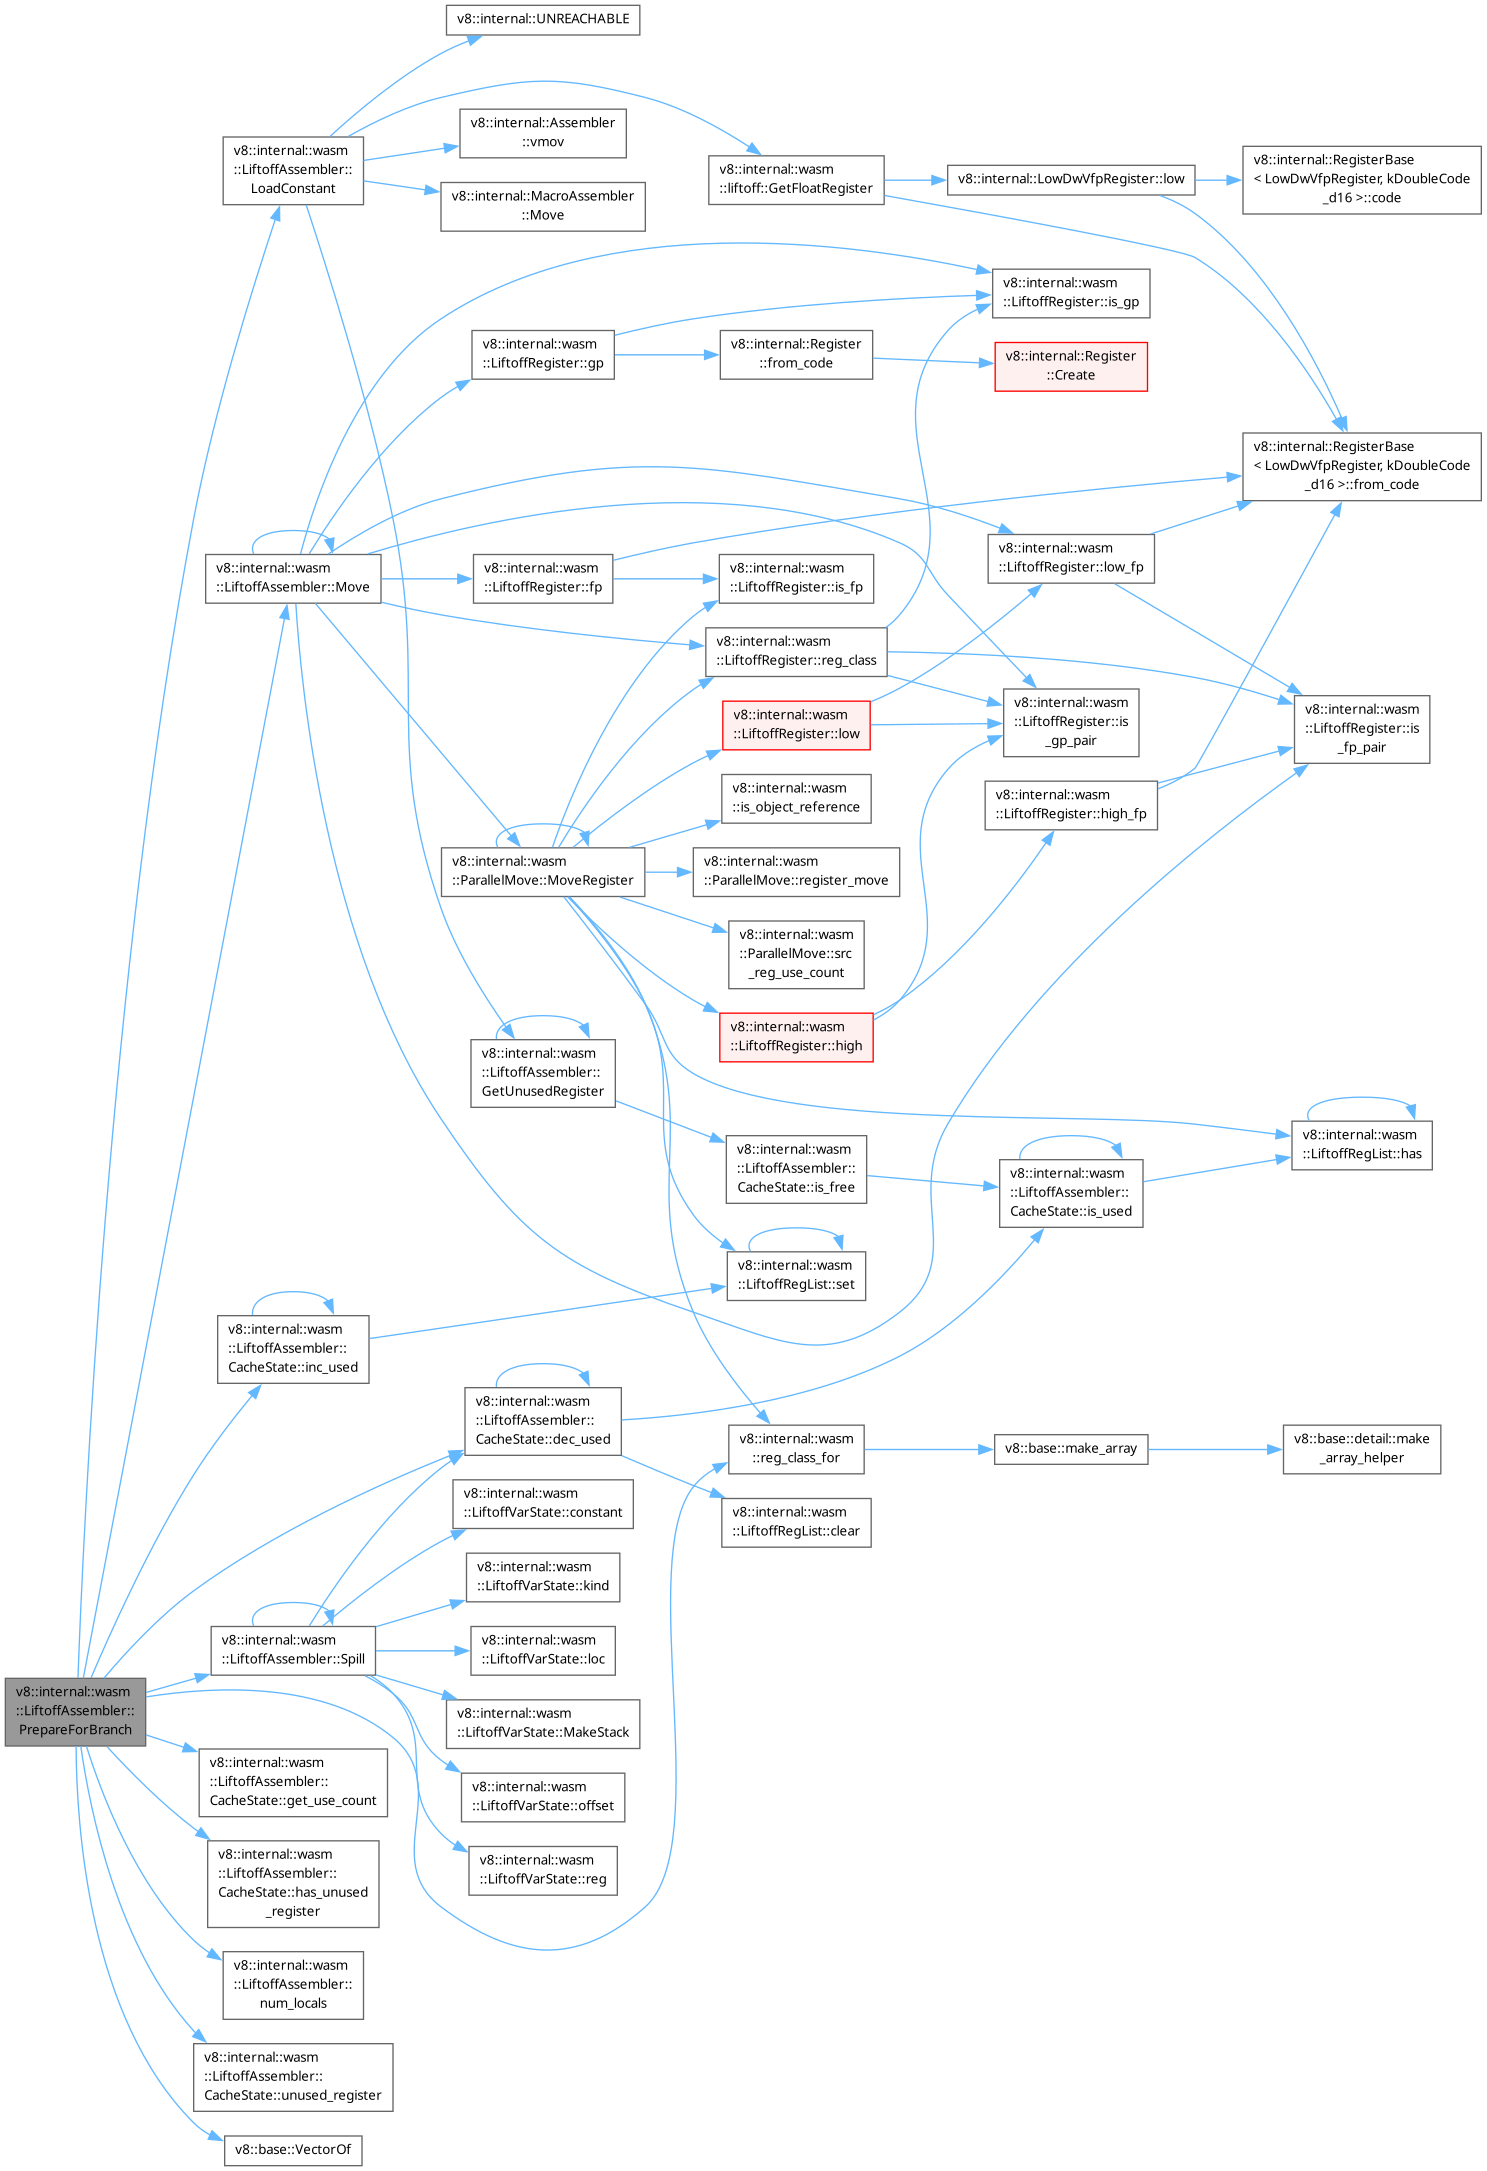 v8::internal::UNREACHABLE
v8::internal::Assembler
::vmov
v8::internal::wasm
::LiftoffAssembler::
LoadConstant
v8::internal::MacroAssembler
::Move
v8::internal::wasm
::liftoff::GetFloatRegister
v8::internal::LowDwVfpRegister::low
v8::internal::RegisterBase
< LowDwVfpRegister, kDoubleCode
_d16 >::code
v8::internal::wasm
::LiftoffRegister::is_gp
v8::internal::wasm
::LiftoffRegister::gp
v8::internal::Register
::from_code
v8::internal::Register
::Create
v8::internal::RegisterBase
< LowDwVfpRegister, kDoubleCode
_d16 >::from_code
v8::internal::wasm
::LiftoffAssembler::Move
v8::internal::wasm
::LiftoffRegister::fp
v8::internal::wasm
::LiftoffRegister::is_fp
v8::internal::wasm
::LiftoffRegister::low_fp
v8::internal::wasm
::LiftoffRegister::reg_class
v8::internal::wasm
::LiftoffRegister::low
v8::internal::wasm
::LiftoffRegister::is
_gp_pair
v8::internal::wasm
::LiftoffRegister::is
_fp_pair
v8::internal::wasm
::is_object_reference
v8::internal::wasm
::LiftoffRegister::high_fp
v8::internal::wasm
::ParallelMove::MoveRegister
v8::internal::wasm
::ParallelMove::register_move
v8::internal::wasm
::ParallelMove::src
_reg_use_count
v8::internal::wasm
::LiftoffRegister::high
v8::internal::wasm
::LiftoffAssembler::
GetUnusedRegister
v8::internal::wasm
::LiftoffAssembler::
CacheState::is_free
v8::internal::wasm
::LiftoffAssembler::
CacheState::is_used
v8::internal::wasm
::LiftoffRegList::has
v8::internal::wasm
::LiftoffRegList::set
v8::internal::wasm
::LiftoffAssembler::
CacheState::inc_used
v8::internal::wasm
::LiftoffAssembler::
CacheState::dec_used
v8::internal::wasm
::reg_class_for
v8::base::make_array
v8::base::detail::make
_array_helper
v8::internal::wasm
::LiftoffVarState::constant
v8::internal::wasm
::LiftoffRegList::clear
v8::internal::wasm
::LiftoffVarState::kind
v8::internal::wasm
::LiftoffAssembler::Spill
v8::internal::wasm
::LiftoffVarState::loc
v8::internal::wasm
::LiftoffAssembler::
PrepareForBranch
v8::internal::wasm
::LiftoffVarState::MakeStack
v8::internal::wasm
::LiftoffAssembler::
CacheState::get_use_count
v8::internal::wasm
::LiftoffVarState::offset
v8::internal::wasm
::LiftoffAssembler::
CacheState::has_unused
_register
v8::internal::wasm
::LiftoffVarState::reg
v8::internal::wasm
::LiftoffAssembler::
num_locals
v8::internal::wasm
::LiftoffAssembler::
CacheState::unused_register
v8::base::VectorOf